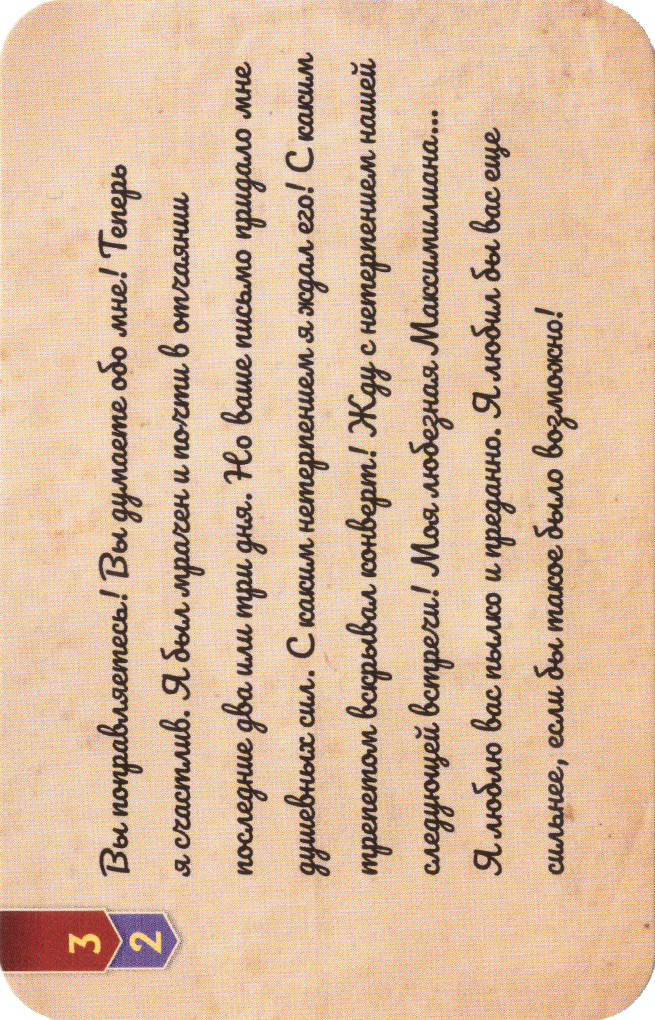 3
2
Вы поправляетесь! Вы думаете обо мне! Теперь
я счастлив. Я был мрачен и почти в отчаянии
последние два или три дня. Но ваше письмо придало мне
душевных сил. С каким нетерпением я ждал его! С каким
трепетом вскрывал конверт! Жду с нетерпением нашей
следующей встречи! Моя любезная Максимилиана...
Я люблю вас пылко и преданно. Я любил бы вас еще
сильнее, если бы такое было возможно!